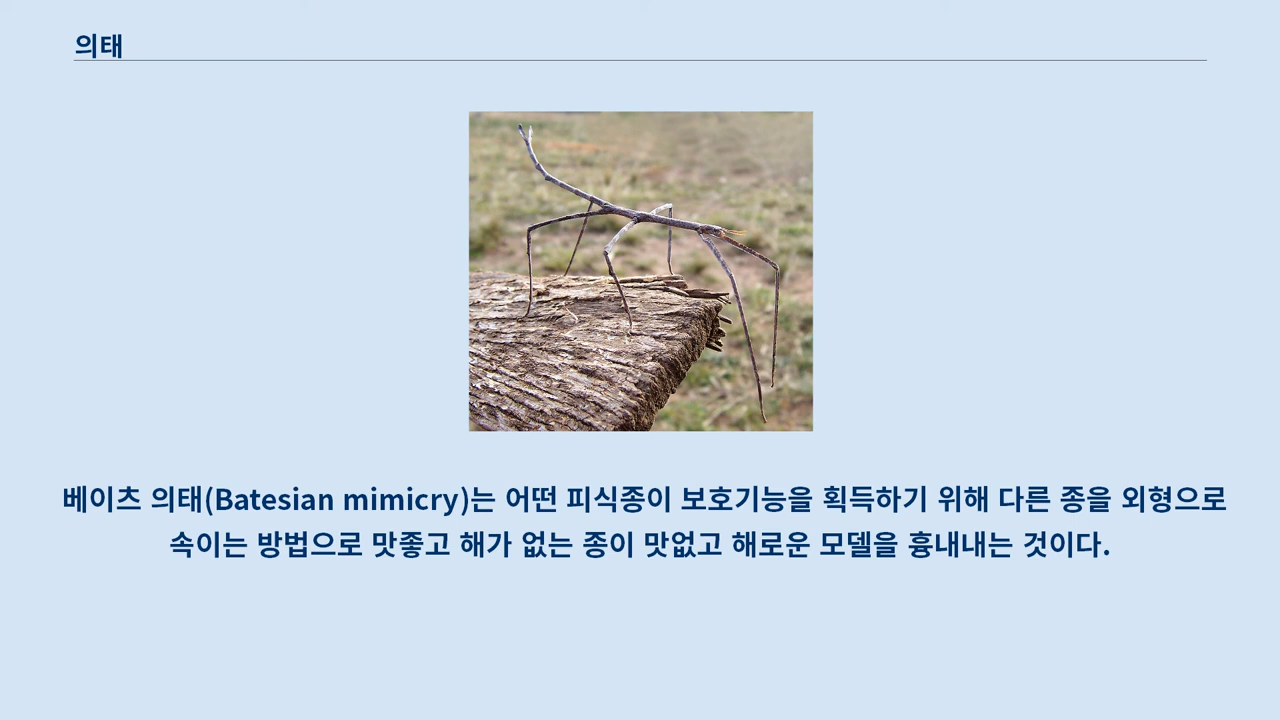 의태
베이츠 의태(Batesian mimicry)는 어떤 피식종이 보호기능을 획득하기 위해 다른 종을 외형으로
속이는 방법으로 맛좋고 해가 없는 종이 맛없고 해로운 모델을 흉내내는 것이다.